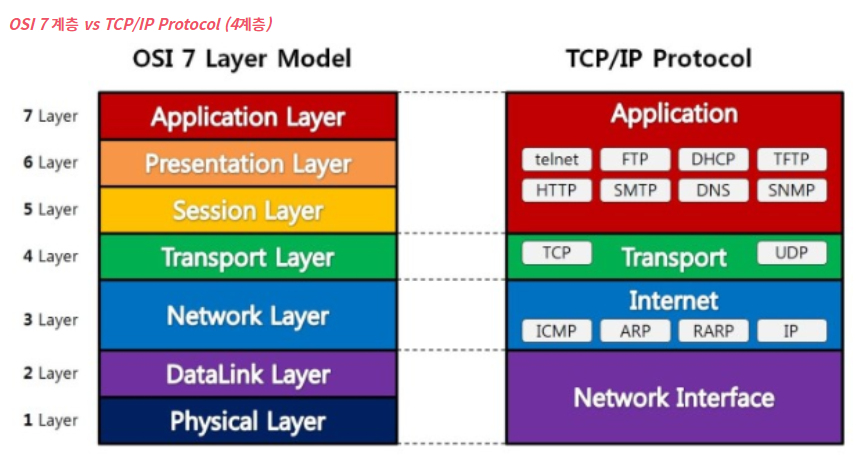 OSI 7 계층 vs TCP/IP Protocol (4계층)
OSI 7 Layer Model
TCP/IP Protocol
7 Layer
Application Layer
Application
6 Layer
Presentation Layer
telnet FTP DHCP TFTP
HTTP SMTP DNS SNMP
5 Layer
Session Layer
4 Layer
Transport Layer
TCP Transport UDP
3 Layer
Network Layer
Internet
ICMP ARP RARP IP
2 Layer
DataLink Layer
Network Interface
1 Layer
Physical Layer